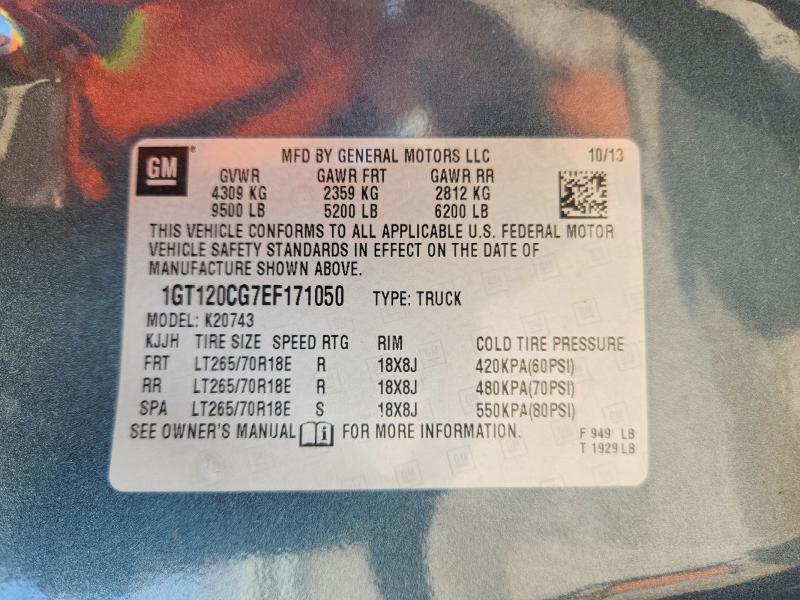 GM
MFD BY GENERAL MOTORS LLC 10/13
GVWR GAWR FRT GAWR RR
4309 KG 2359 KG 2812 KG
9500 LB 5200 LB 6200 LB
THIS VEHICLE CONFORMS TO ALL APPLICABLE U.S. FEDERAL MOTOR
VEHICLE SAFETY STANDARDS IN EFFECT ON THE DATE OF
MANUFACTURE SHOWN ABOVE.
1GT120CG7EF171050 TYPE: TRUCK
MODEL: K20743
KJJH TIRE SIZE SPEED RTG RIM COLD TIRE PRESSURE
FRT LT265/70R18E R 18X8J 420KPA(60PSI)
RR LT265/70R18E R 18X8J 480KPA(70PSI)
SPA LT265/70R18E S 18X8J 550KPA(80PSI)
SEE OWNER'S MANUAL FOR MORE INFORMATION.
F 949 LB
T 1929 LB